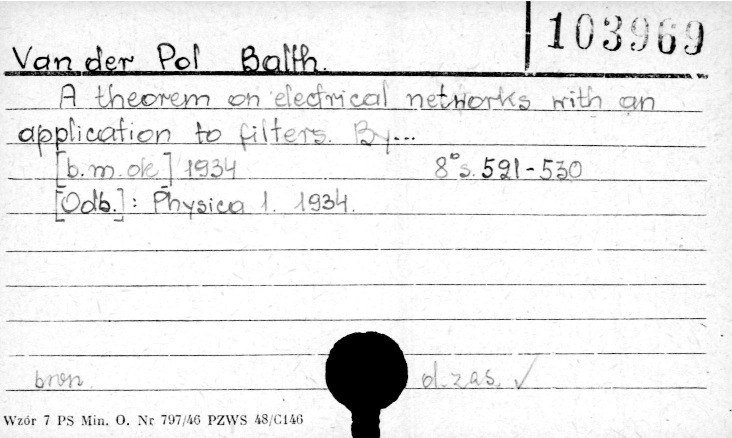 103969
Van der Pol Balth.
A theorem on electrical networks with an
application to filters. By...
[b.m.ok] 1934 8° s. 521-530
[Odb.]: Physica 1. 1934.
bron. d. zas. ✓
Wzór 7 PS Min. O. Nr 797/46 PZWS 48/C146